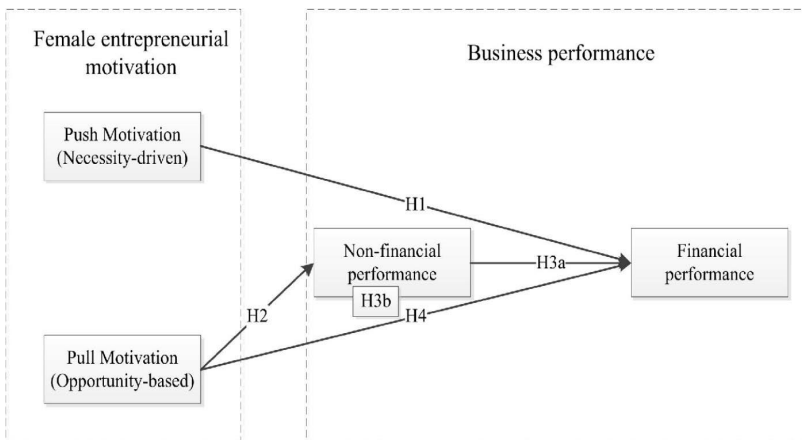 Female entrepreneurial
motivation
Business performance
Push Motivation
(Necessity-driven)
H1
Non-financial
performance
H3a
Financial
performance
H3b
H2
H4
Pull Motivation
(Opportunity-based)